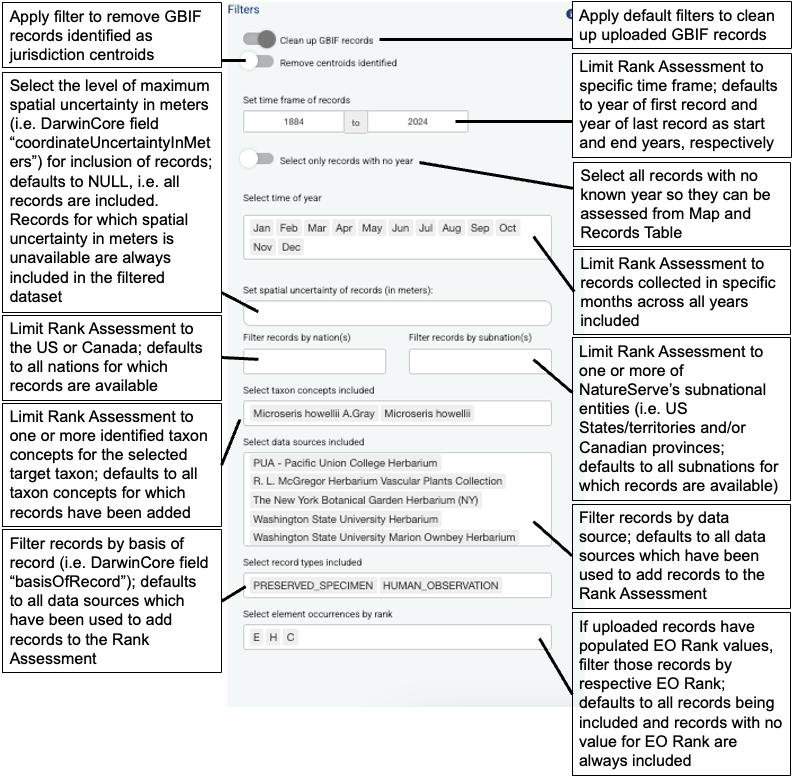 Apply filter to remove GBIF
records identified as
jurisdiction centroids
Select the level of maximum
spatial uncertainty in meters
(i.e. DarwinCore field
“coordinateUncertaintyInMet
ers”) for inclusion of records;
defaults to NULL, i.e. all
records are included.
Records for which spatial
uncertainty in meters is
unavailable are always
included in the filtered
dataset
Limit Rank Assessment to
the US or Canada; defaults
to all nations for which
records are available
Limit Rank Assessment to
one or more identified taxon
concepts for the selected
target taxon; defaults to all
taxon concepts for which
records have been added
Filter records by basis of
record (i.e. DarwinCore field
“basisOfRecord”); defaults
to all data sources which
have been used to add
records to the Rank
Assessment
Filters
Clean up GBIF records
Remove centroids identified
Set time frame of records
1884 to 2024
Select only records with no year
Select time of year
Jan Feb Mar Apr May Jun Jul Aug Sep Oct
Nov Dec
Set spatial uncertainty of records (in meters):
Filter records by nation(s) Filter records by subnation(s)
Select taxon concepts included
Microseris howellii A.Gray Microseris howellii
Select data sources included
PUA - Pacific Union College Herbarium
R. L. McGregor Herbarium Vascular Plants Collection
The New York Botanical Garden Herbarium (NY)
Washington State University Herbarium
Washington State University Marion Ownbey Herbarium
Select record types included
PRESERVED_SPECIMEN HUMAN_OBSERVATION
Select element occurrences by rank
E H C
Apply default filters to clean
up uploaded GBIF records
Limit Rank Assessment to
specific time frame; defaults
to year of first record and
year of last record as start
and end years, respectively
Select all records with no
known year so they can be
assessed from Map and
Records Table
Limit Rank Assessment to
records collected in specific
months across all years
included
Limit Rank Assessment to
one or more of
NatureServe’s subnational
entities (i.e. US
States/territories and/or
Canadian provinces;
defaults to all subnations for
which records are available)
Filter records by data
source; defaults to all data
sources which have been
used to add records to the
Rank Assessment
If uploaded records have
populated EO Rank values,
filter those records by
respective EO Rank;
defaults to all records being
included and records with no
value for EO Rank are
always included